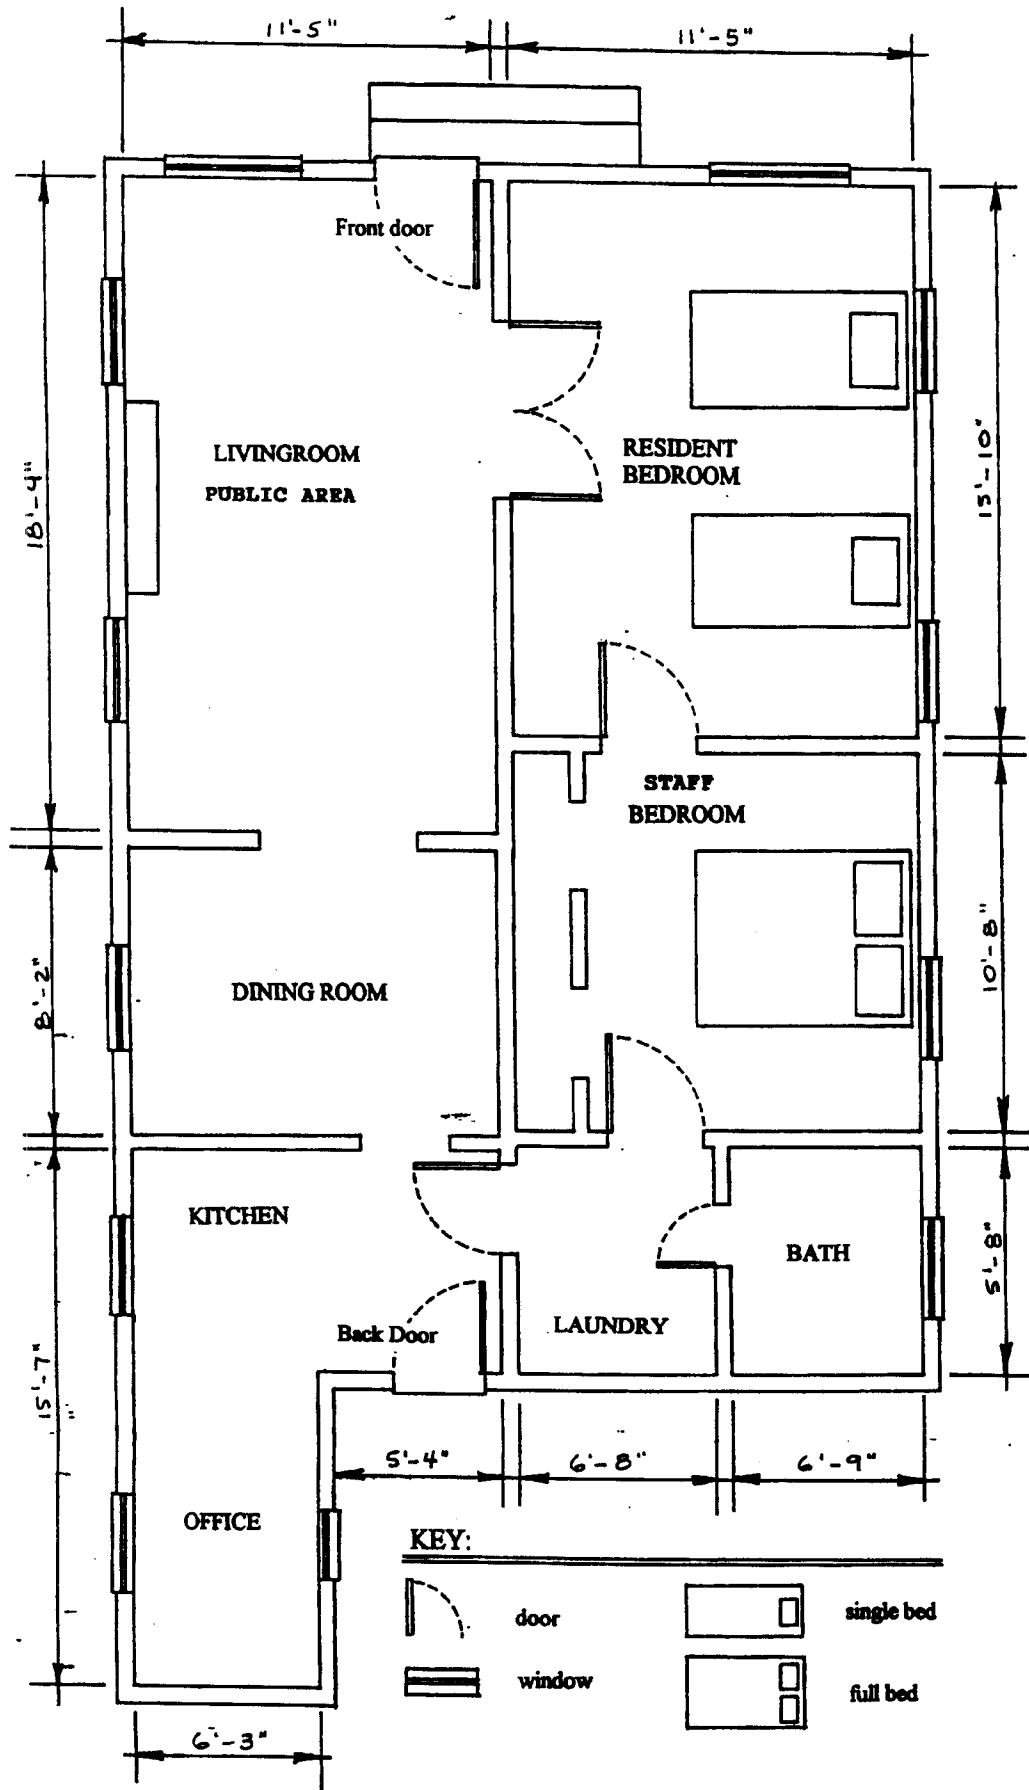 11'-5"
11'-5"
Front door
LIVINGROOM
PUBLIC AREA
RESIDENT
BEDROOM
18'-4"
15'-10"
STAFF
BEDROOM
DINING ROOM
8'-2"
10'-8"
KITCHEN
BATH
LAUNDRY
Back Door
5'-8"
15'-7"
5'-4"
6'-8"
6'-9"
OFFICE
KEY:
door
single bed
window
full bed
6'-3"